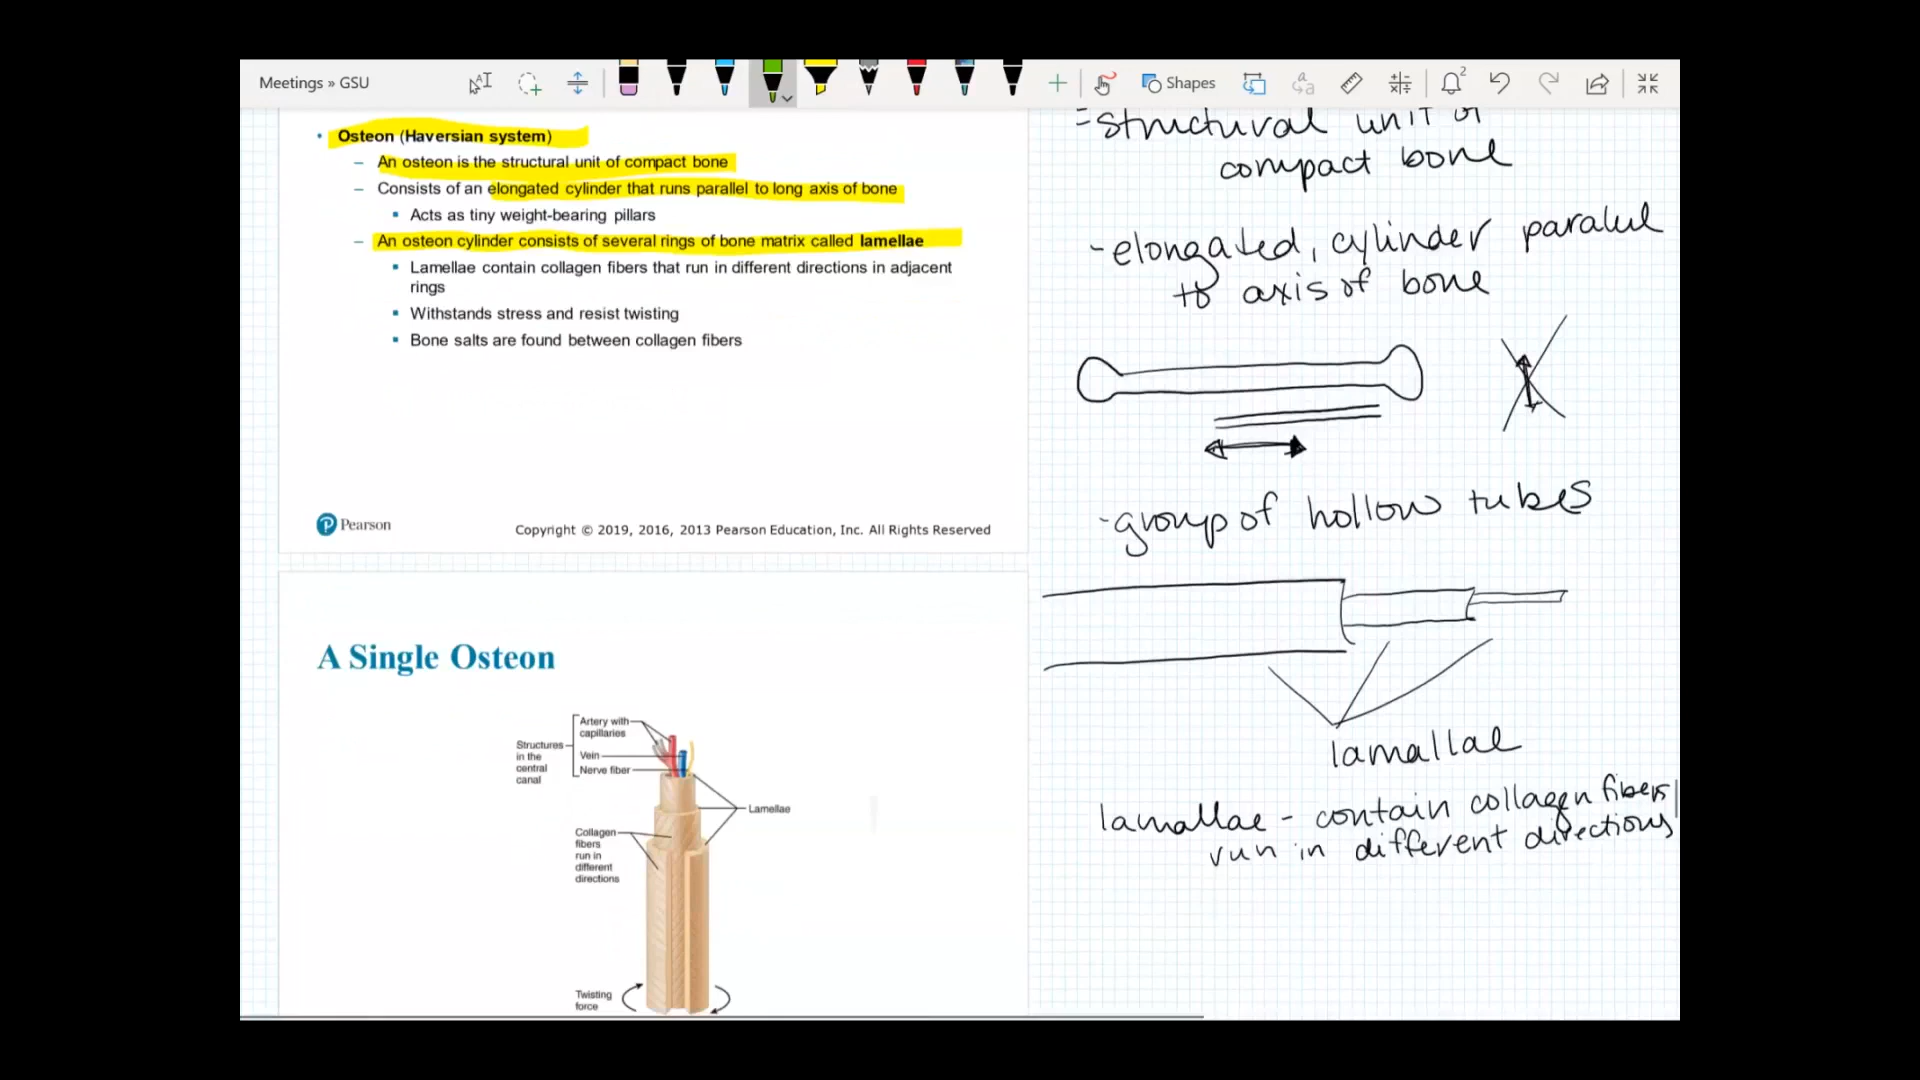 Meetings » GSU
Shapes
2
• Osteon (Haversian system)
– An osteon is the structural unit of compact bone
– Consists of an elongated cylinder that runs parallel to long axis of bone
▪ Acts as tiny weight-bearing pillars
– An osteon cylinder consists of several rings of bone matrix called lamellae
▪ Lamellae contain collagen fibers that run in different directions in adjacent
rings
▪ Withstands stress and resist twisting
▪ Bone salts are found between collagen fibers
Pearson
Copyright © 2019, 2016, 2013 Pearson Education, Inc. All Rights Reserved
A Single Osteon
Structures
in the
central
canal
Artery with
capillaries
Vein
Nerve fiber
Lamellae
Collagen
fibers
run in
different
directions
Twisting
force
- structural unit of
compact bone
- elongated, cylinder
to axis of bone
- group of hollow tubes
lamallae
lamallae - contain collagen fibers
run in different directions